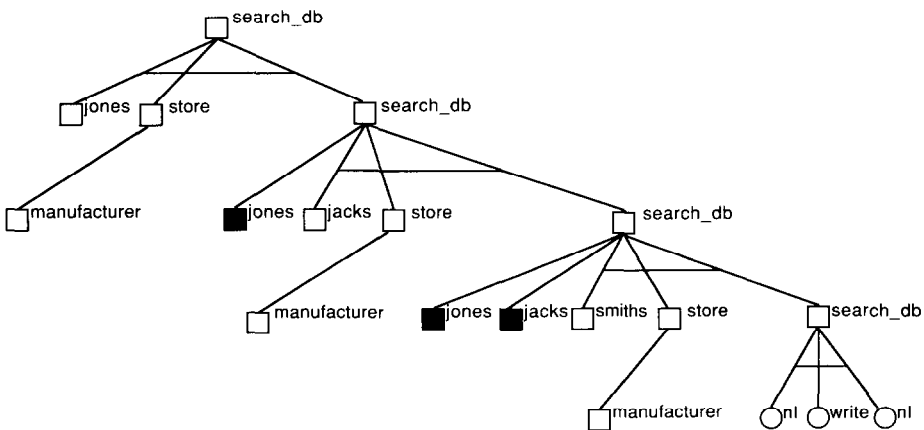 search_db
jones store search_db
manufacturer jones jacks store search_db
manufacturer jones jacks smiths store search_db
manufacturer nl write nl